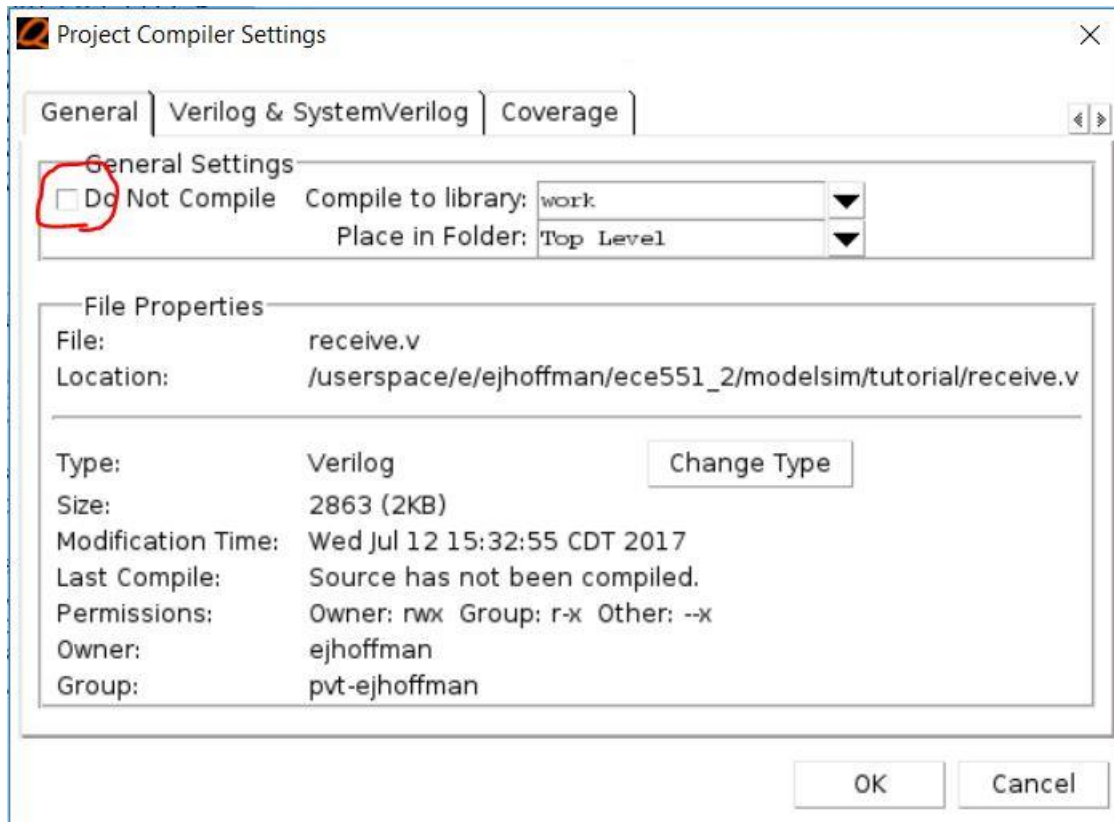 Project Compiler Settings
General Verilog & SystemVerilog Coverage
General Settings
Do Not Compile Compile to library: work
Place in Folder: Top Level
File Properties
File: receive.v
Location: /userspace/e/ejhoffman/ece551_2/modelsim/tutorial/receive.v
Type: Verilog Change Type
Size: 2863 (2KB)
Modification Time: Wed Jul 12 15:32:55 CDT 2017
Last Compile: Source has not been compiled.
Permissions: Owner: rwx Group: r-x Other: --x
Owner: ejhoffman
Group: pvt-ejhoffman
OK Cancel